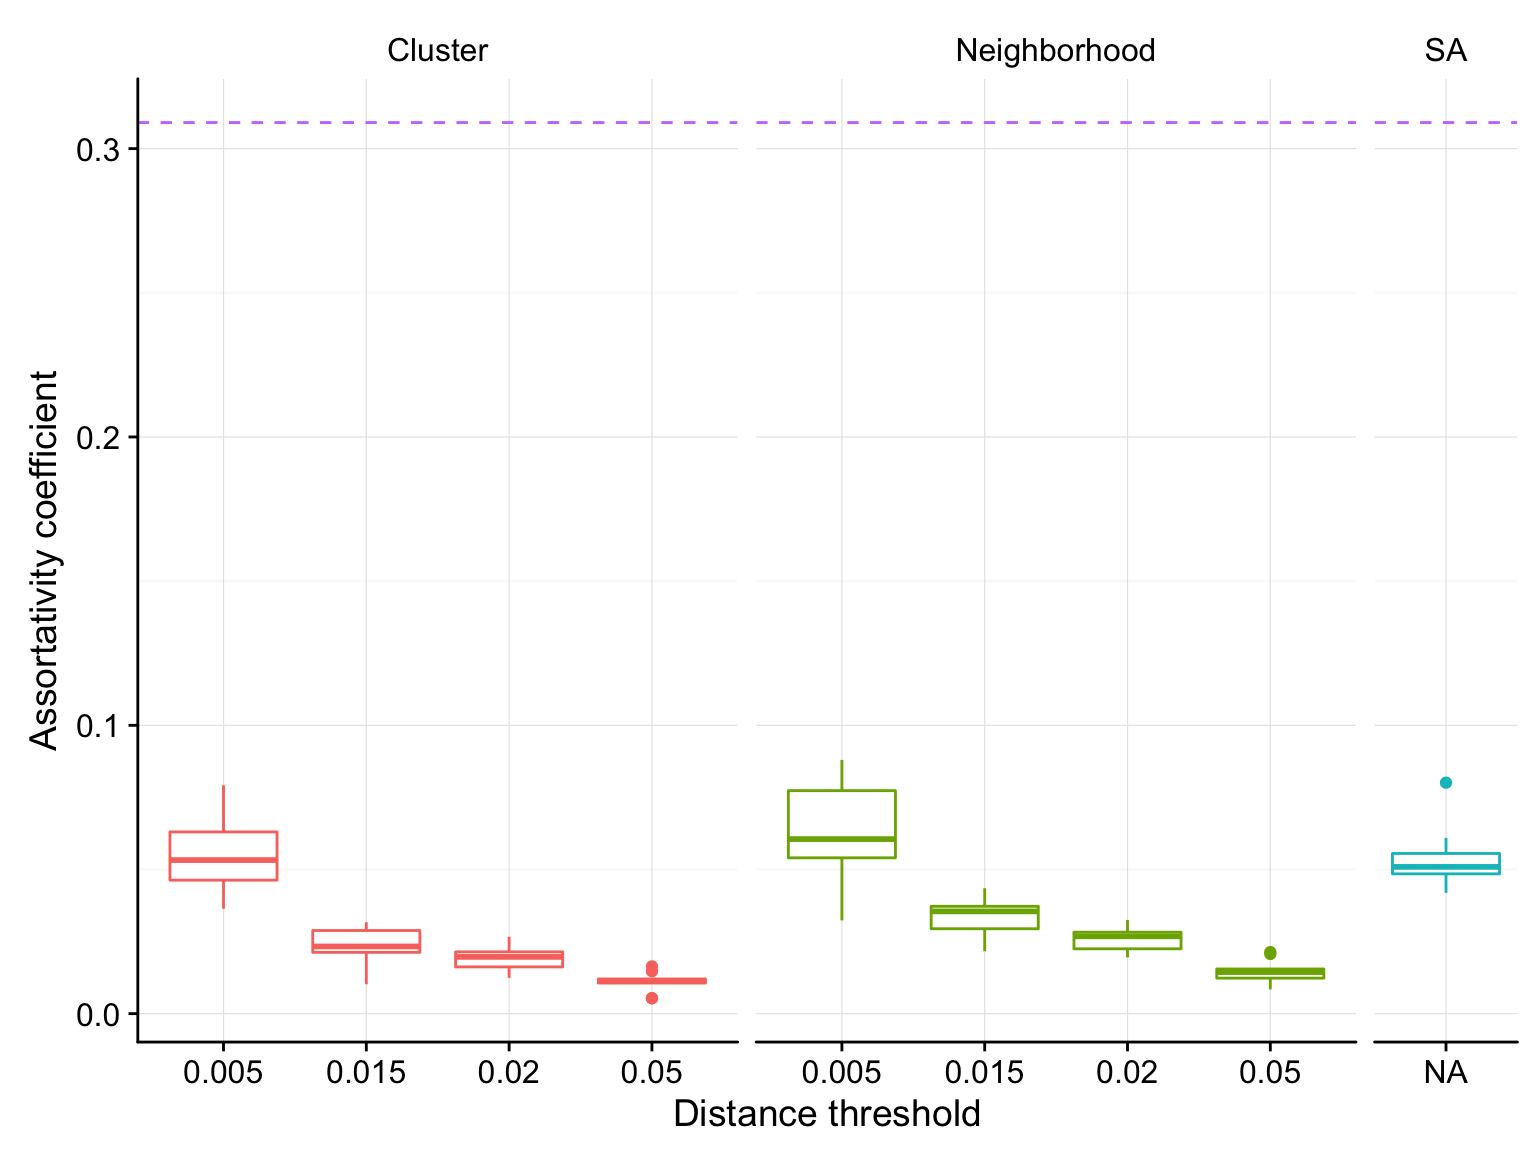 Cluster Neighborhood SA
Assortativity coefficient
0.3
0.2
0.1
0.0
0.005 0.015 0.02 0.05 0.005 0.015 0.02 0.05 NA
Distance threshold